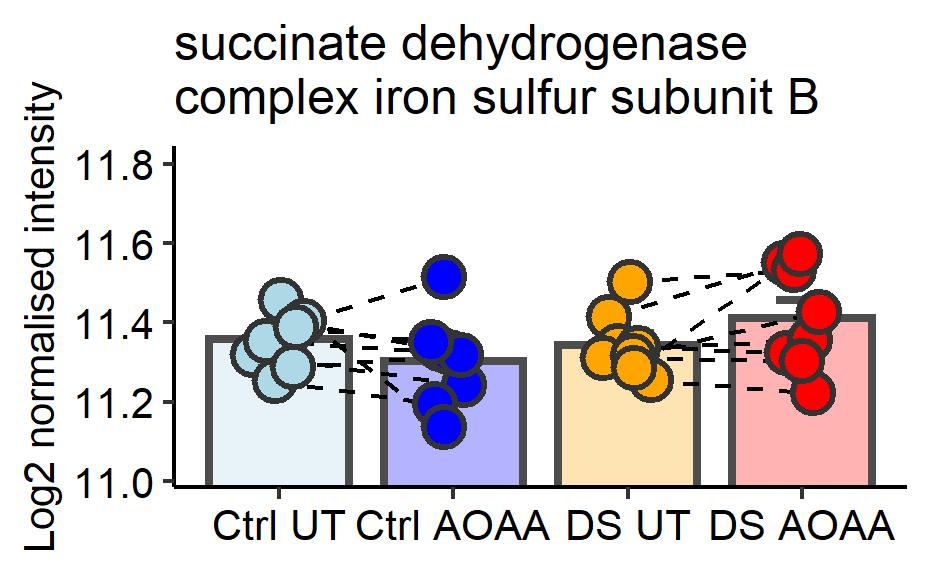 succinate dehydrogenase
complex iron sulfur subunit B
Log2 normalised intensity
11.8
11.6
11.4
11.2
11.0
Ctrl UT Ctrl AOAA DS UT DS AOAA